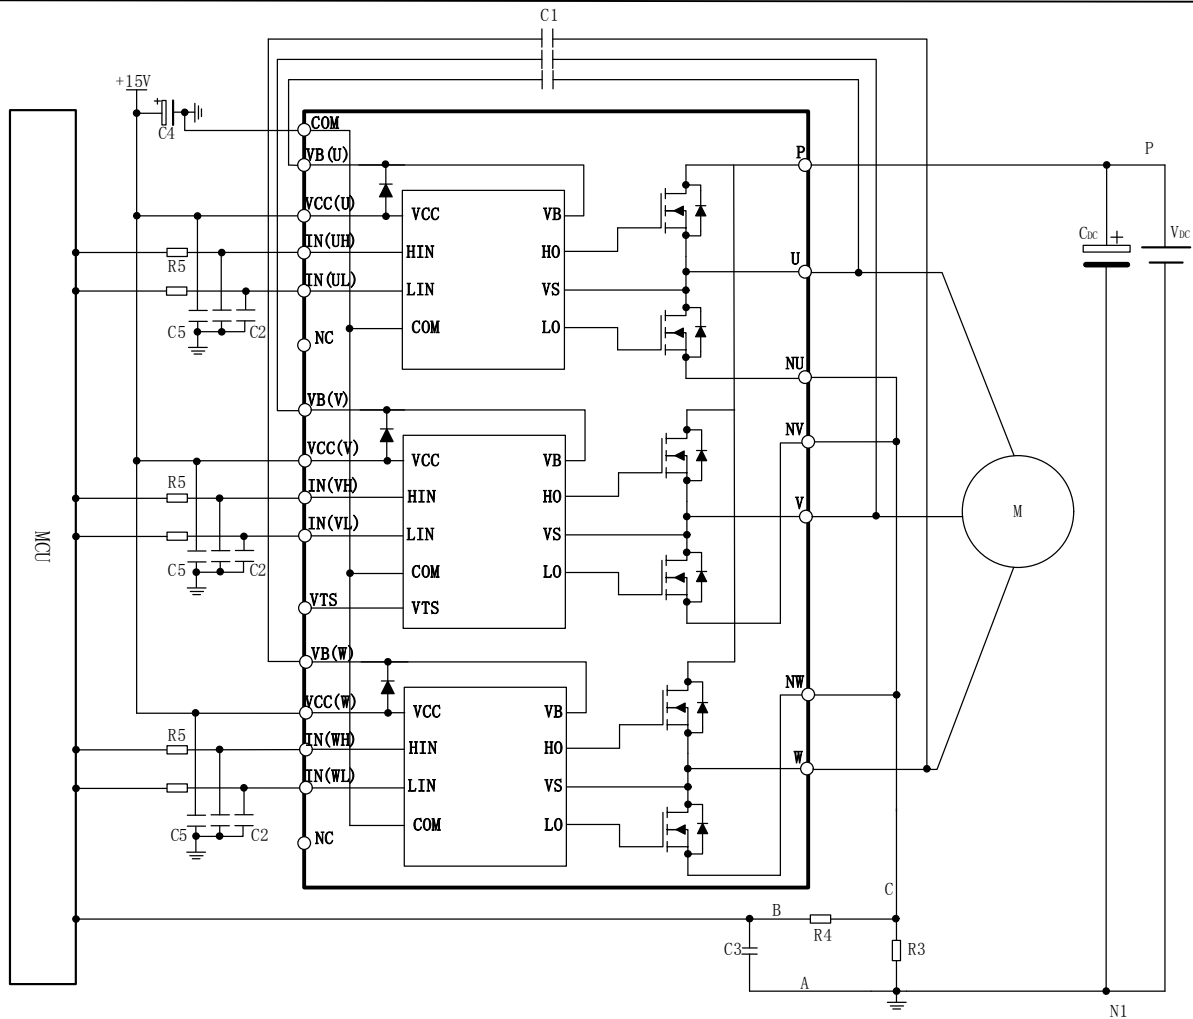 C1
+15V
+
C4
COM
VB(U)
P
P
VCC(U)
VCC
VB
IN(UH)
HIN
HO
R5
U
CDC
+
VDC
IN(UL)
LIN
VS
C5
C2
NC
COM
LO
NU
VB(V)
NV
VCC(V)
VCC
VB
R5
IN(VH)
HIN
HO
V
M
IN(VL)
LIN
VS
MCU
C5
C2
COM
LO
VTS
VTS
VB(W)
NW
VCC(W)
VCC
VB
R5
IN(WH)
HIN
HO
W
IN(WL)
LIN
VS
C5
C2
NC
COM
LO
C
B
R4
C3
R3
A
N1